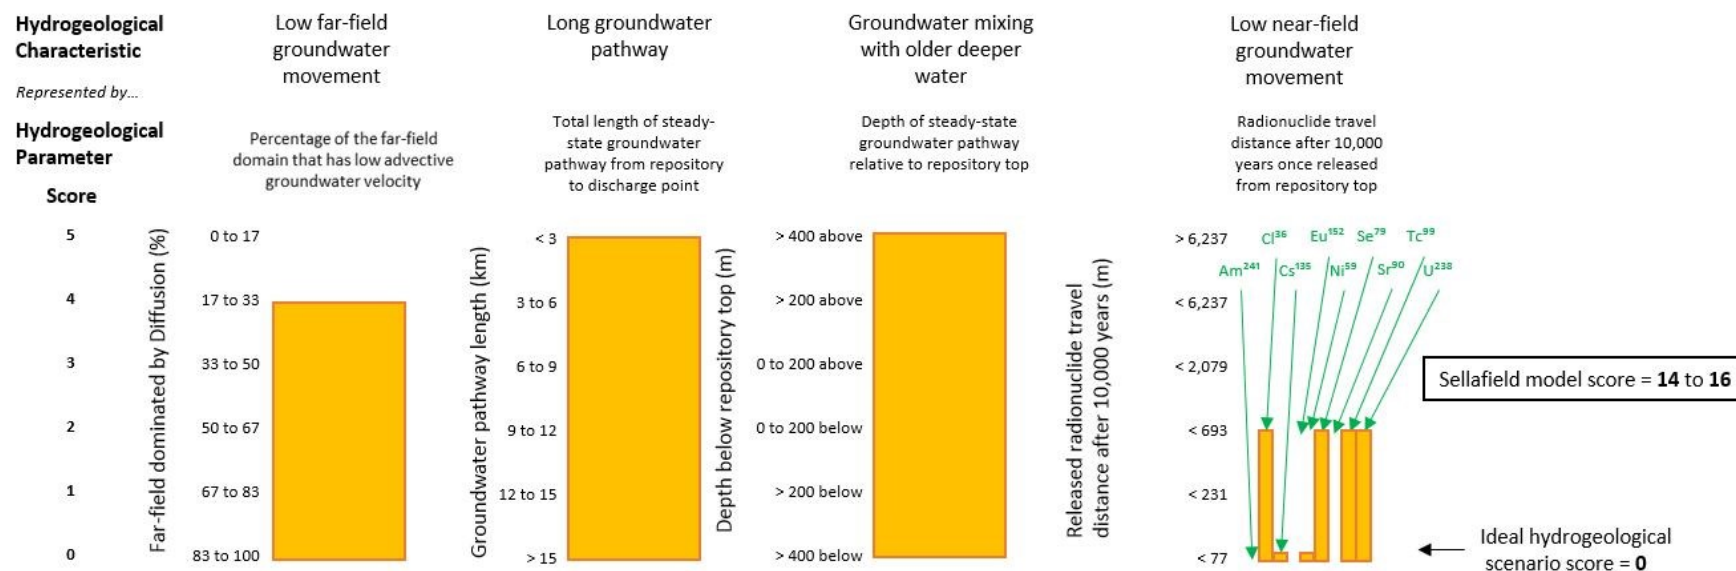 Hydrogeological
Characteristic
Represented by...
Hydrogeological
Parameter
Score
5
4
3
2
1
0
Low far-field
groundwater
movement
Percentage of the far-field
domain that has low advective
groundwater velocity
Far-field dominated by Diffusion (%)
0 to 17
17 to 33
33 to 50
50 to 67
67 to 83
83 to 100
Long groundwater
pathway
Total length of steady-
state groundwater
pathway from repository
to discharge point
Groundwater pathway length (km)
< 3
3 to 6
6 to 9
9 to 12
12 to 15
> 15
Groundwater mixing
with older deeper
water
Depth of steady-state
groundwater pathway
relative to repository top
Depth below repository top (m)
> 400 above
> 200 above
0 to 200 above
0 to 200 below
> 200 below
> 400 below
Low near-field
groundwater
movement
Radionuclide travel
distance after 10,000
years once released
from repository top
Released radionuclide travel
distance after 10,000 years (m)
> 6,237
< 6,237
< 2,079
< 693
< 231
< 77
Cl³⁶ Eu¹⁵² Se⁷⁹ Tc⁹⁹
Am²⁴¹ Cs¹³⁵ Ni⁵⁹ Sr⁹⁰ U²³⁸
Sellafield model score = 14 to 16
Ideal hydrogeological
scenario score = 0